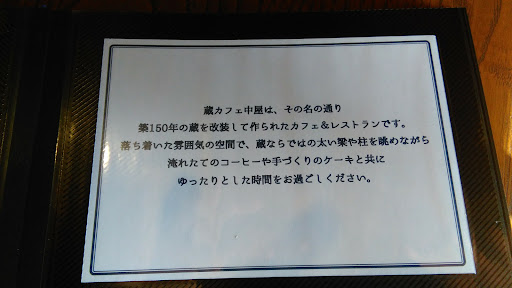 蔵カフェ中屋は、その名の通り
築150年の蔵を改装して作られたカフェ&レストランです。
落ち着いた雰囲気の空間で、蔵ならではの太い梁や柱を眺めながら
淹れたてのコーヒーや手づくりのケーキと共に
ゆったりとした時間をお過ごしください。